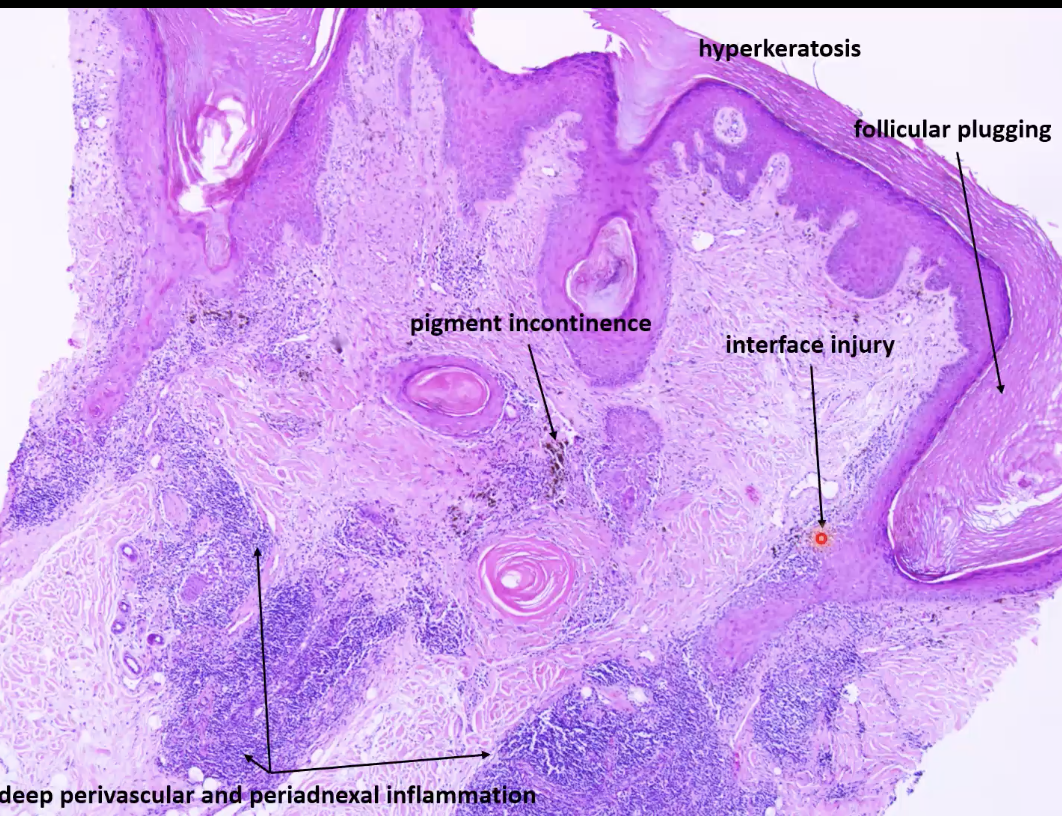 hyperkeratosis
follicular plugging
pigment incontinence
interface injury
deep perivascular and periadnexal inflammation